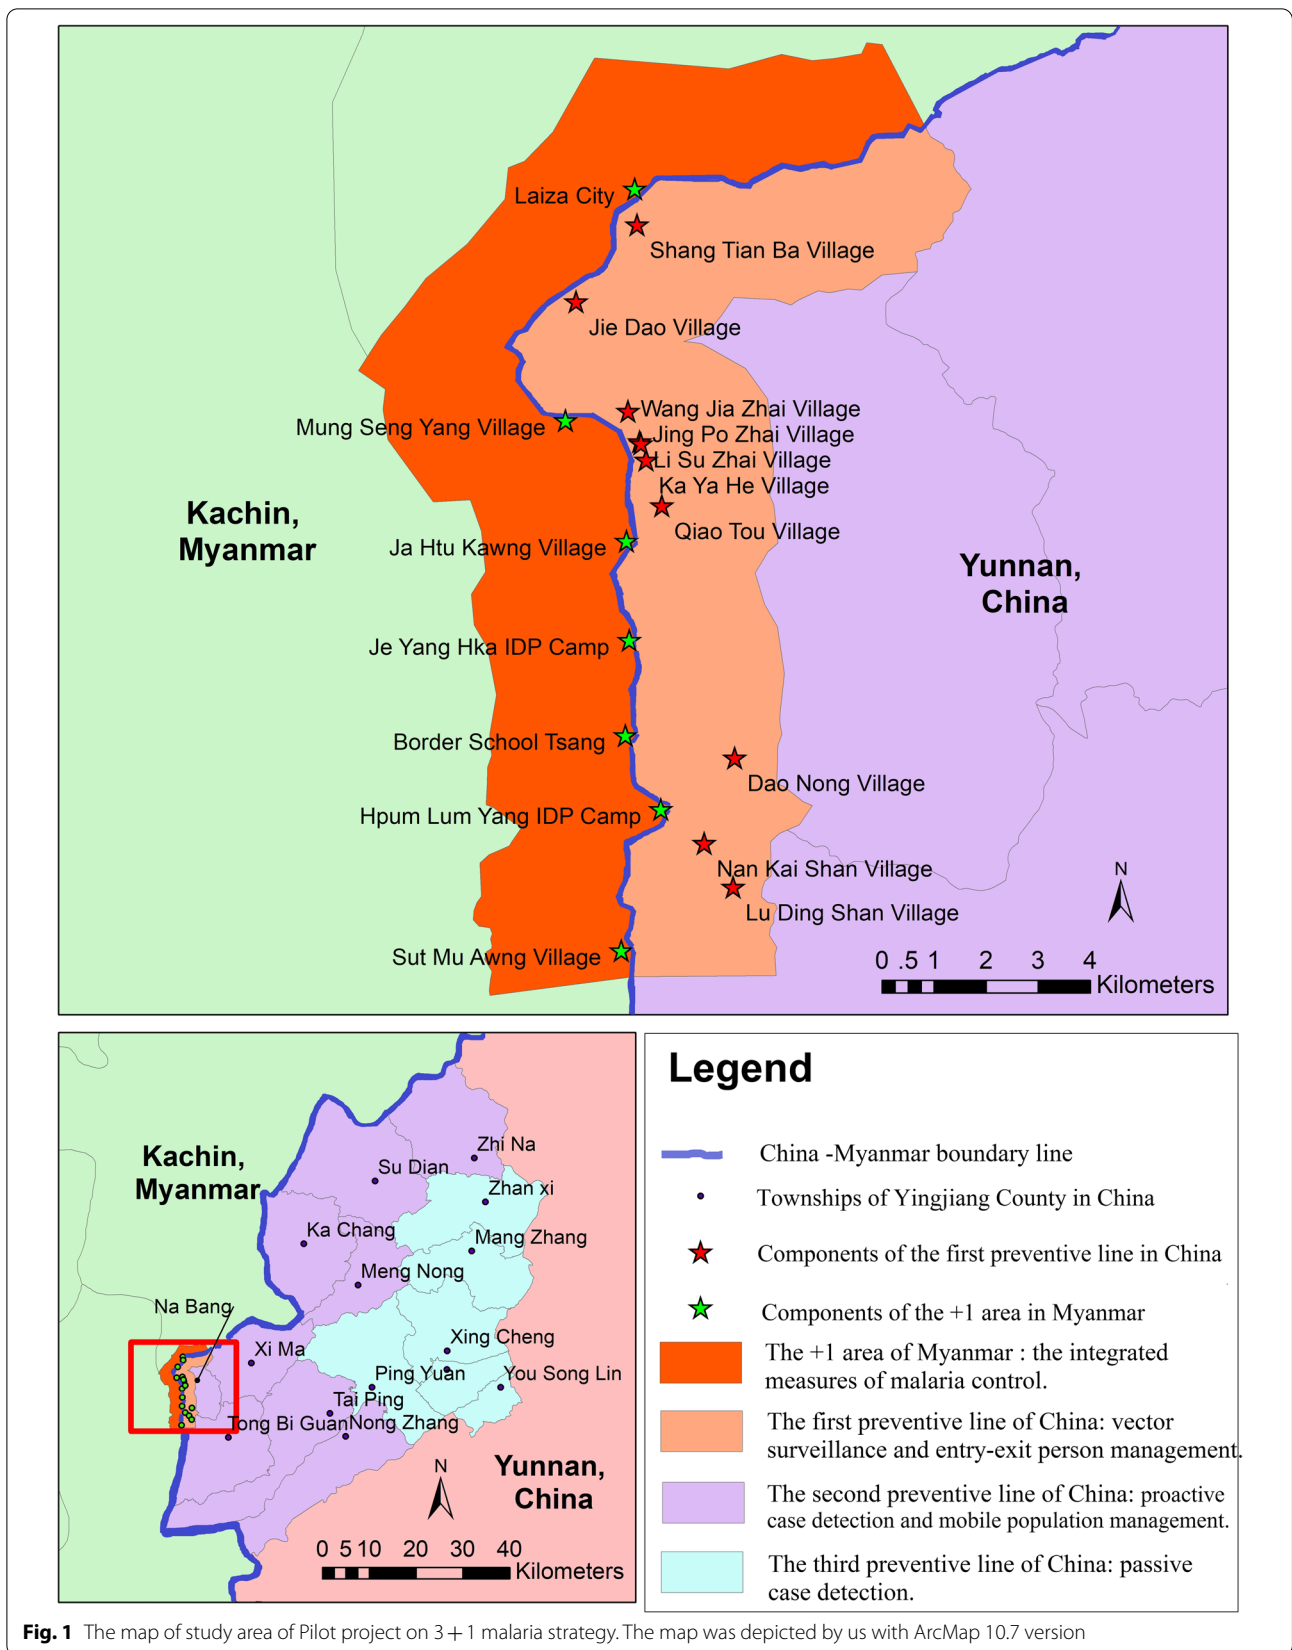 Laiza City
Shang Tian Ba Village
Jie Dao Village
Wang Jia Zhai Village
Mung Seng Yang Village
Jing Po Zhai Village
Li Su Zhai Village
Ka Ya He Village
Kachin,
Myanmar
Qiao Tou Village
Ja Htu Kawng Village
Yunnan,
China
Je Yang Hka IDP Camp
Border School Tsang
Dao Nong Village
Hpum Lum Yang IDP Camp
Nan Kai Shan Village
N
Lu Ding Shan Village
Sut Mu Awng Village
0 .5 1 2 3 4
Kilometers
Zhi Na
Kachin,
Myanmar
Su Dian
Zhan xi
Ka Chang
Mang Zhang
Meng Nong
Na Bang
Xing Cheng
Xi Ma
Ping Yuan
You Song Lin
Tai Ping
Tong Bi Guan
Nong Zhang
N
Yunnan,
China
0 5 10 20 30 40
Kilometers
Legend
China -Myanmar boundary line
Townships of Yingjiang County in China
Components of the first preventive line in China
Components of the +1 area in Myanmar
The +1 area of Myanmar : the integrated
measures of malaria control.
The first preventive line of China: vector
surveillance and entry-exit person management.
The second preventive line of China: proactive
case detection and mobile population management.
The third preventive line of China: passive
case detection.
Fig. 1 The map of study area of Pilot project on 3 + 1 malaria strategy. The map was depicted by us with ArcMap 10.7 version